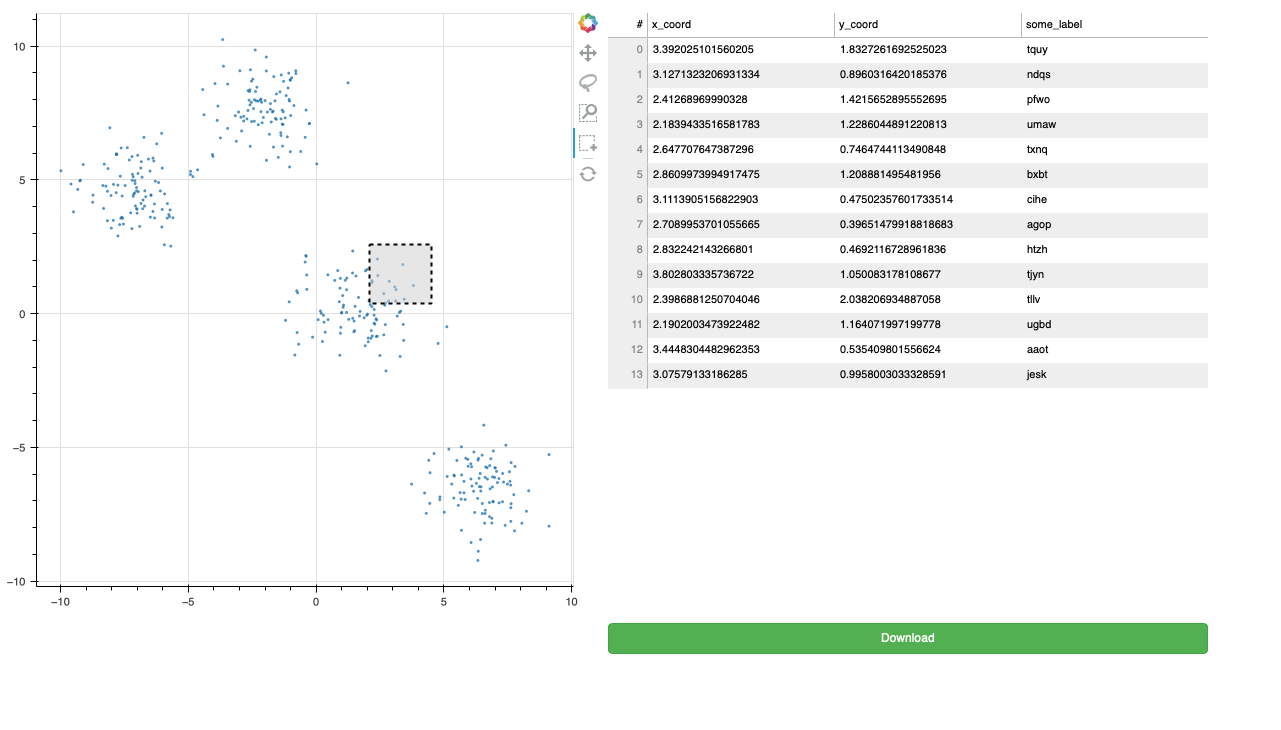 # x_coord y_coord some_label
0 3.392025101560205 1.8327261692525023 tquy
1 3.1271323206931334 0.8960316420185376 ndqs
2 2.41268969990328 1.4215652895552695 pfwo
3 2.1839433516581783 1.2286044891220813 umaw
4 2.647707647387296 0.7464744113490848 txnq
5 2.8609973994917475 1.208881495481956 bxbt
6 3.1113905156822903 0.47502357601733514 cihe
7 2.7089953701055665 0.39651479918818683 agop
8 2.832242143266801 0.4692116728961836 htzh
9 3.802803335736722 1.050083178108677 tjyn
10 2.3986881250704046 2.038206934887058 tllv
11 2.1902003473922482 1.164071997199778 ugbd
12 3.4448304482962353 0.535409801556624 aaot
13 3.07579133186285 0.9958003033328591 jesk
10
5
0
−5
−10
−10 −5 0 5 10
Download